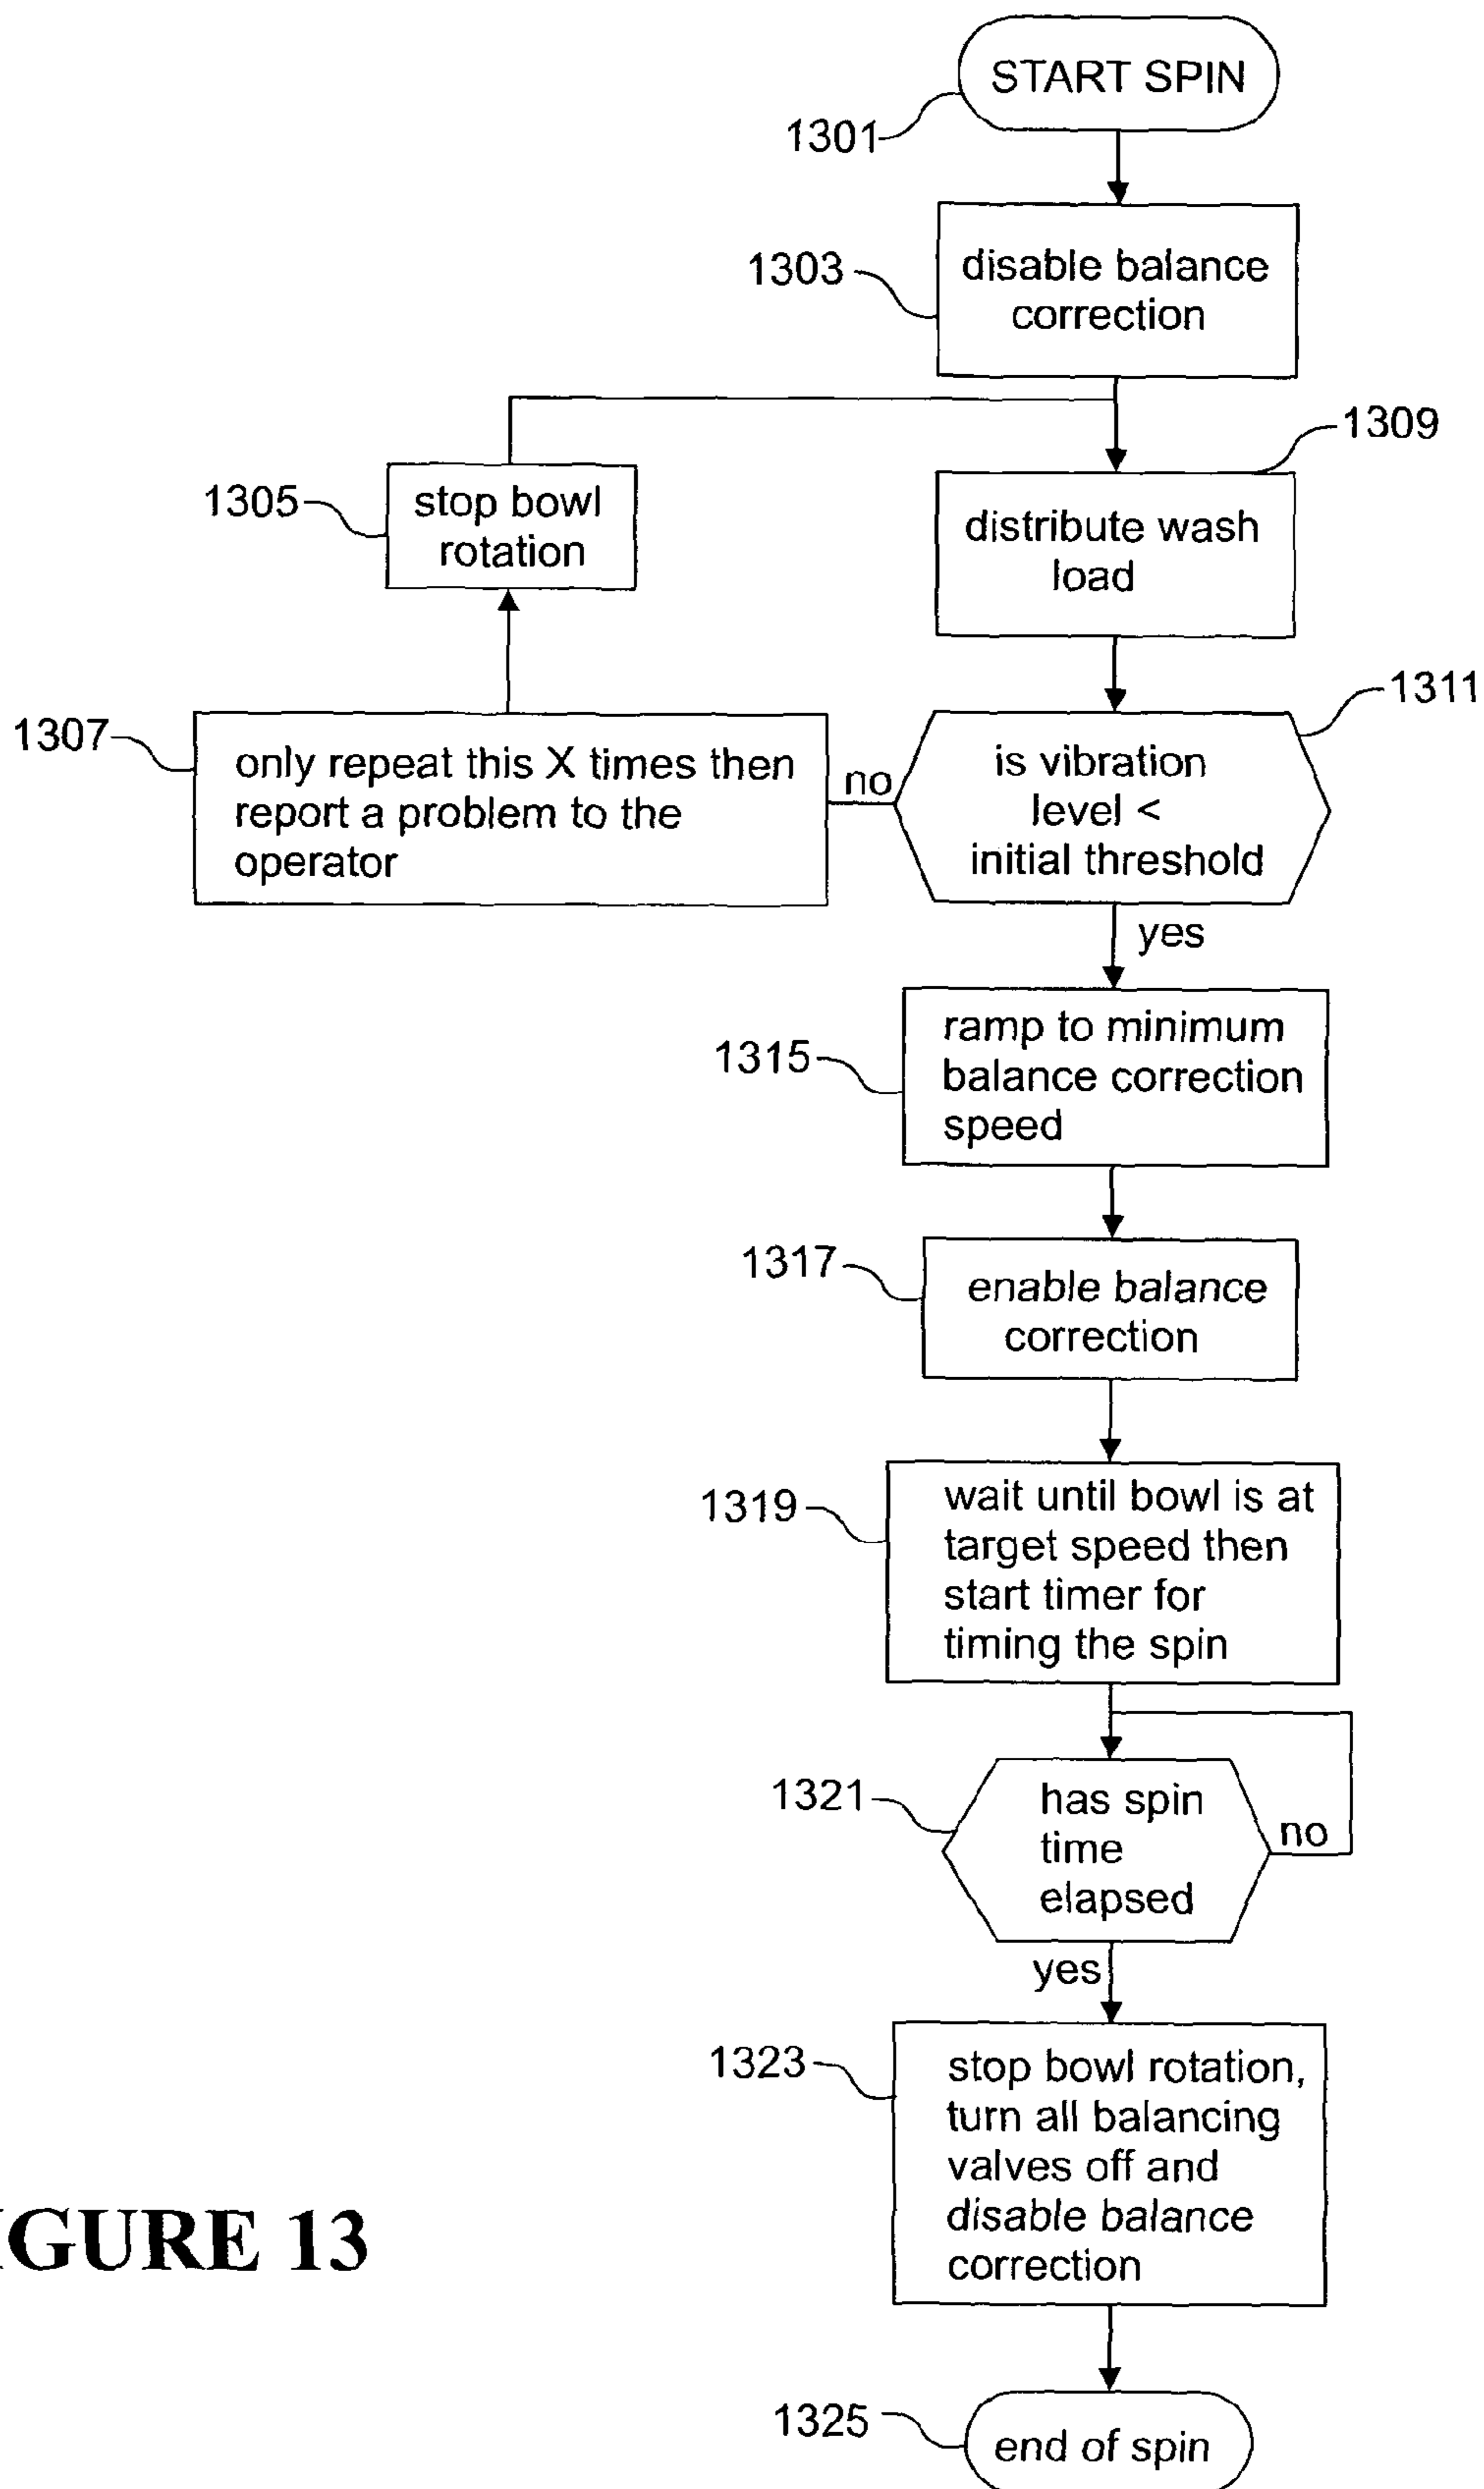 START SPIN
1301
1303
disable balance
correction
1309
1305
stop bowl
rotation
distribute wash
load
1311
1307
only repeat this X times then
report a problem to the
operator
no
is vibration
level <
initial threshold
yes
1315
ramp to minimum
balance correction
speed
1317
enable balance
correction
1319
wait until bowl is at
target speed then
start timer for
timing the spin
1321
has spin
time
elapsed
no
yes
1323
stop bowl rotation,
turn all balancing
valves off and
disable balance
correction
IGURE 13
1325
end of spin